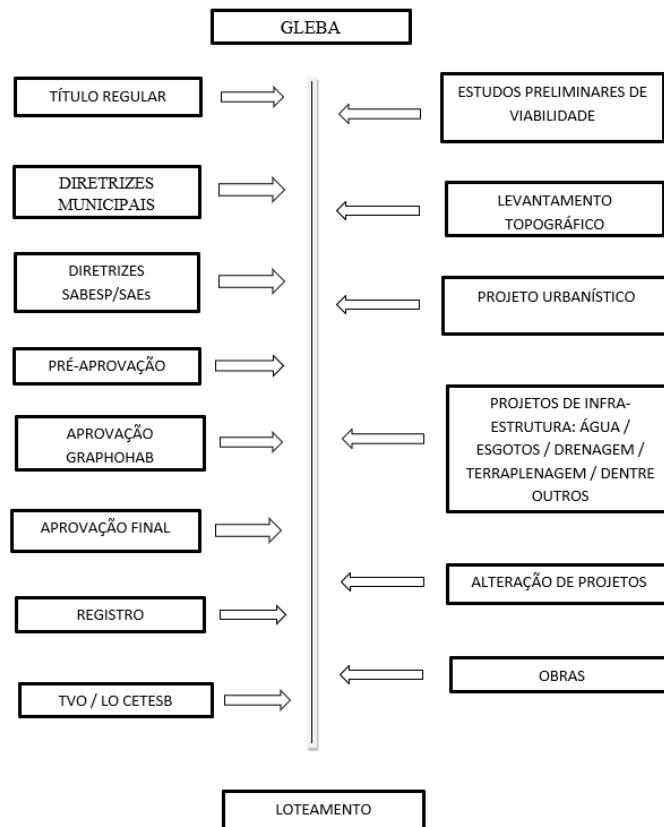 GLEBA
TÍTULO REGULAR
DIRETRIZES
MUNICIPAIS
DIRETRIZES
SABESP/SAEs
PRÉ-APROVAÇÃO
APROVAÇÃO
GRAPHOHAB
APROVAÇÃO FINAL
REGISTRO
TVO / LO CETESB
ESTUDOS PRELIMINARES DE
VIABILIDADE
LEVANTAMENTO
TOPOGRÁFICO
PROJETO URBANÍSTICO
PROJETOS DE INFRA-
ESTRUTURA: ÁGUA /
ESGOTOS / DRENAGEM /
TERRAPLENAGEM / DENTRE
OUTROS
ALTERAÇÃO DE PROJETOS
OBRAS
LOTEAMENTO